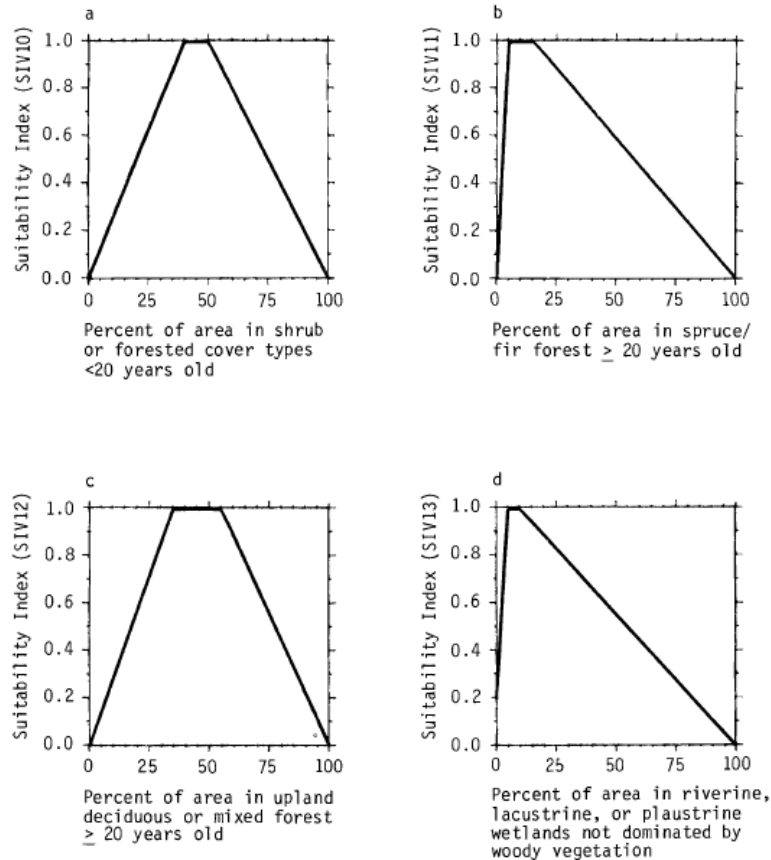 a
Suitability Index (SIV10)
1.0
0.8
0.6
0.4
0.2
0.0
0 25 50 75 100
Percent of area in shrub
or forested cover types
<20 years old
b
Suitability Index (SIV11)
1.0
0.8
0.6
0.4
0.2
0.0
0 25 50 75 100
Percent of area in spruce/
fir forest ≥ 20 years old
c
Suitability Index (SIV12)
1.0
0.8
0.6
0.4
0.2
0.0
0 25 50 75 100
Percent of area in upland
deciduous or mixed forest
≥ 20 years old
d
Suitability Index (SIV13)
1.0
0.8
0.6
0.4
0.2
0.0
0 25 50 75 100
Percent of area in riverine,
lacustrine, or plaustrine
wetlands not dominated by
woody vegetation